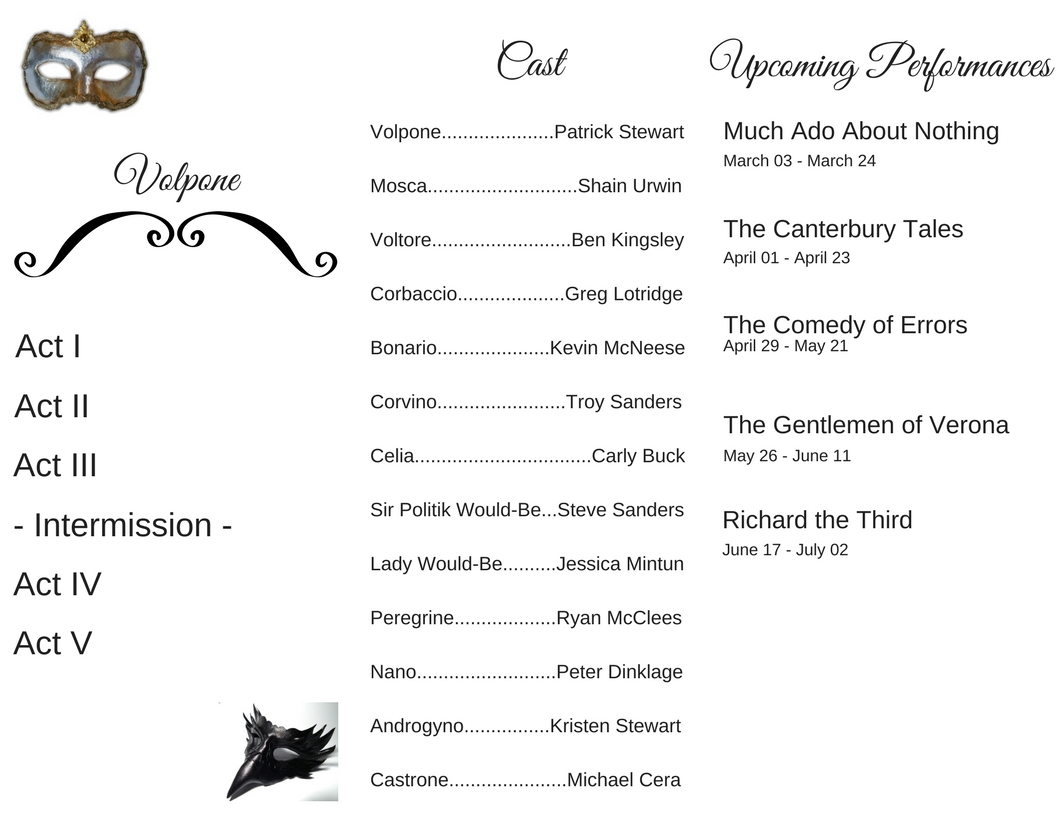 Volpone
Act I
Act II
Act III
- Intermission -
Act IV
Act V
Cast
Volpone.....................Patrick Stewart
Mosca............................Shain Urwin
Voltore..........................Ben Kingsley
Corbaccio....................Greg Lotridge
Bonario.....................Kevin McNeese
Corvino........................Troy Sanders
Celia.................................Carly Buck
Sir Politik Would-Be...Steve Sanders
Lady Would-Be..........Jessica Mintun
Peregrine...................Ryan McClees
Nano..........................Peter Dinklage
Androgyno................Kristen Stewart
Castrone......................Michael Cera
Upcoming Performances
Much Ado About Nothing
March 03 - March 24
The Canterbury Tales
April 01 - April 23
The Comedy of Errors
April 29 - May 21
The Gentlemen of Verona
May 26 - June 11
Richard the Third
June 17 - July 02